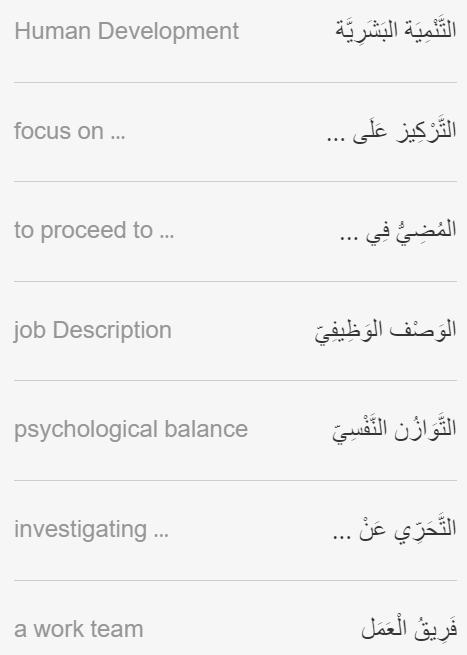 Human Development التَّنْمِيَة البَشَرِيَّة
focus on ... التَّرْكِيز عَلَى ...
to proceed to ... المُضِيُّ فِي ...
job Description الوَصْف الوَظِيفِيّ
psychological balance التَّوَازُن النَّفْسِيّ
investigating ... التَّحَرِّي عَنْ ...
a work team فَرِيقُ الْعَمَل